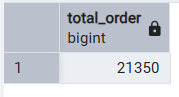 total_order
bigint
1 21350